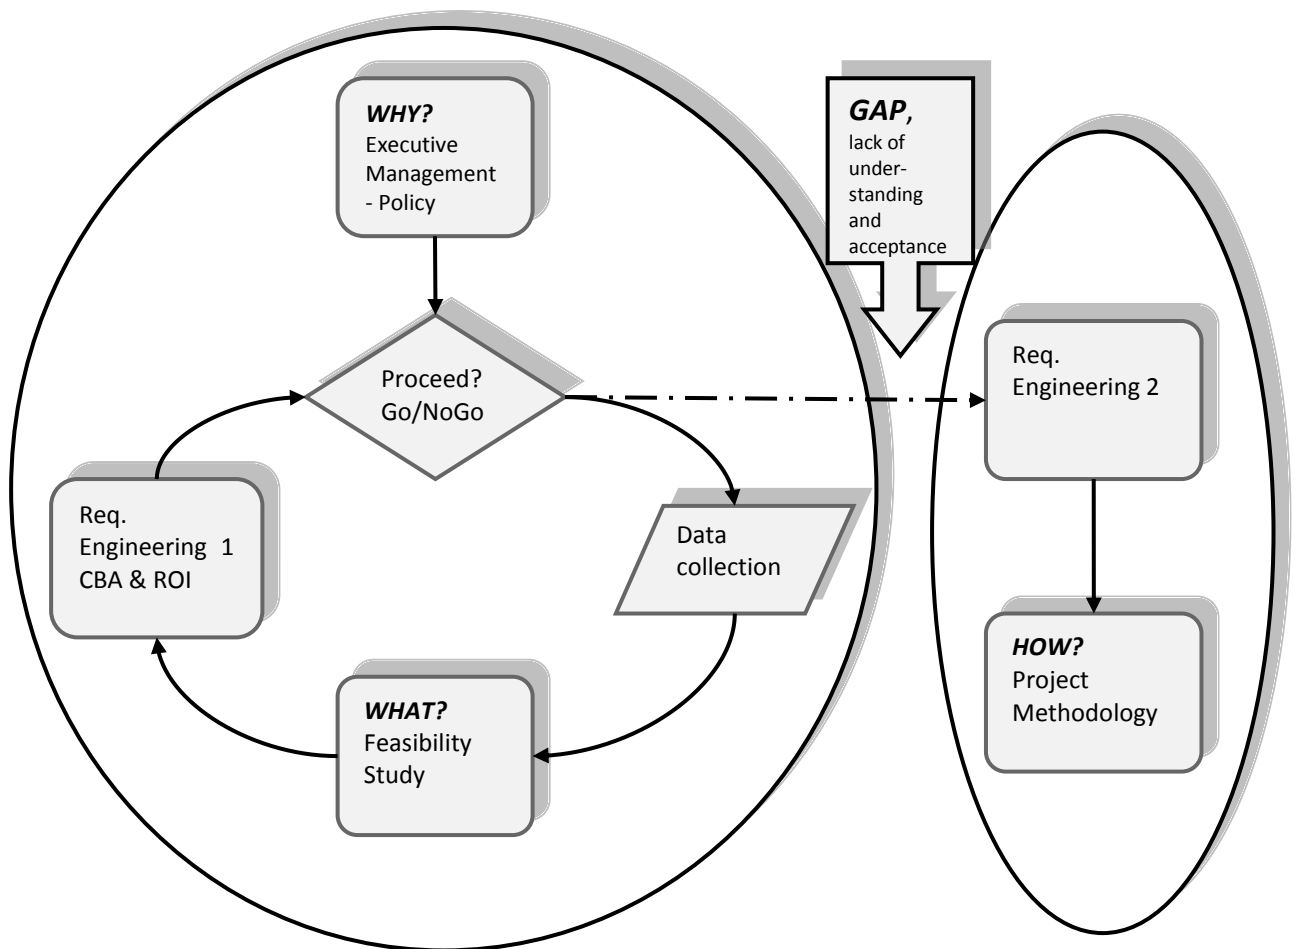 WHY?
Executive
Management
- Policy
GAP,
lack of
under-
standing
and
acceptance
Proceed?
Go/NoGo
Req.
Engineering 2
Req.
Engineering 1
CBA & ROI
Data
collection
HOW?
Project
Methodology
WHAT?
Feasibility
Study